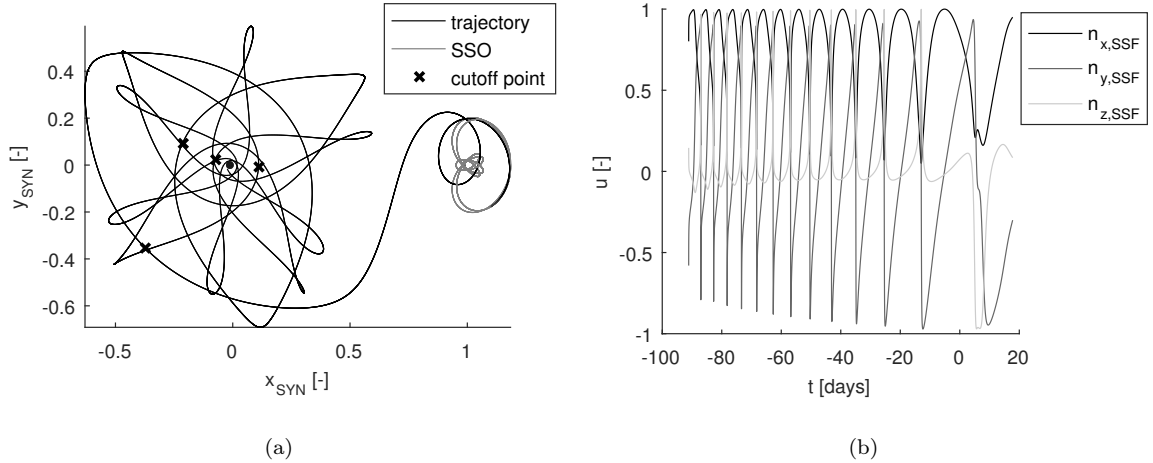 trajectory
SSO
cutoff point
0.4
0.2
0
-0.2
-0.4
-0.6
y_SYN [-]
-0.5
0
0.5
1
x_SYN [-]
(a)
1
0.5
0
-0.5
-1
u [-]
-100
-80
-60
-40
-20
0
20
t [days]
n_x,SSF
n_y,SSF
n_z,SSF
(b)